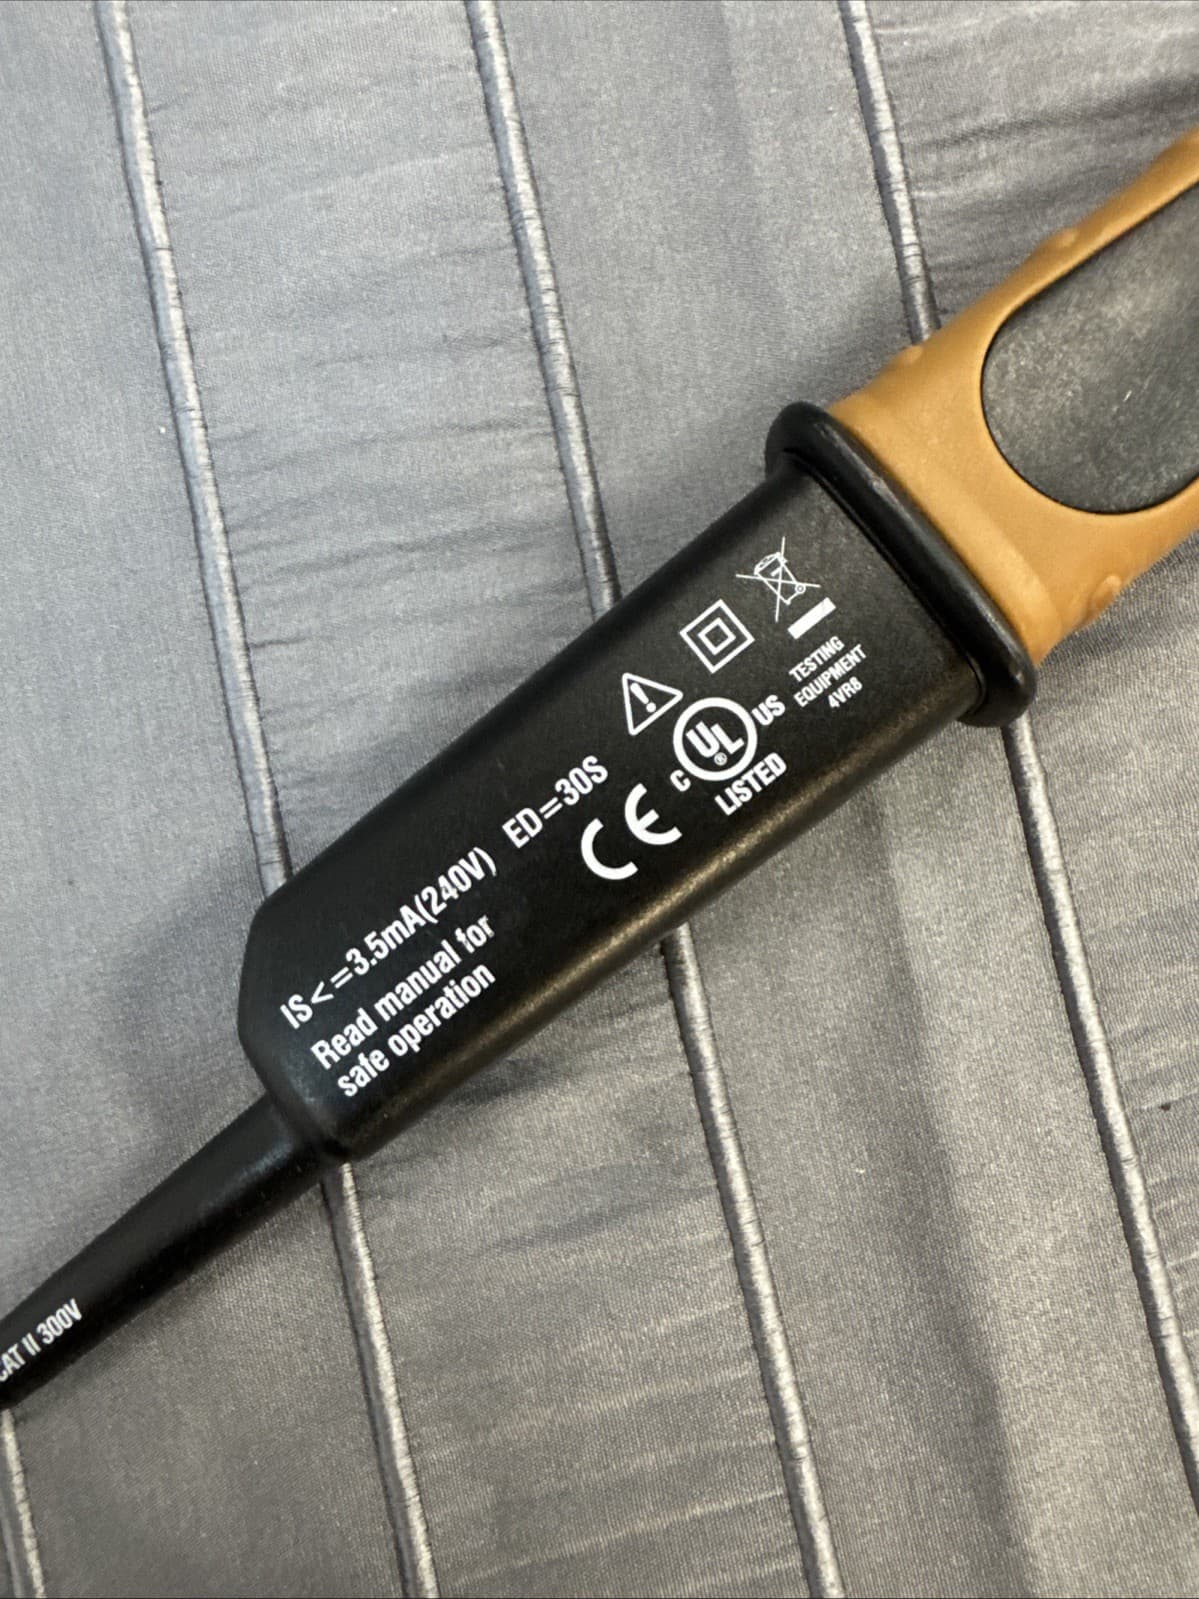 IS<=3.5mA(240V) ED=30S
Read manual for
safe operation
CE
C UL® US
LISTED
TESTING
EQUIPMENT
4VR8
CAT II 300V